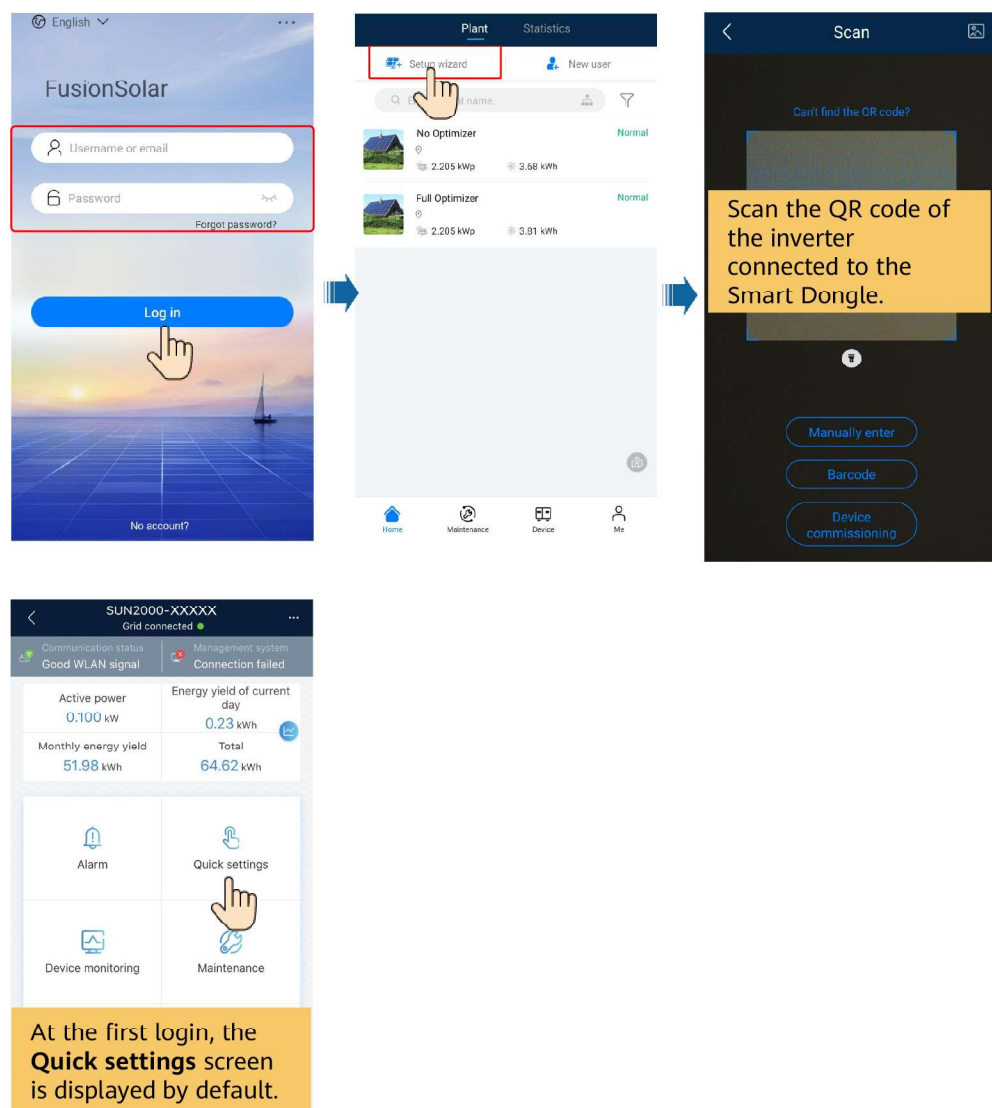 English
FusionSolar
Username or email
Password
Forgot password?
Log in
No account?
Plant Statistics
Setup wizard New user
name.
No Optimizer Normal
2.205 kWp 3.68 kWh
Full Optimizer Normal
2.205 kWp 3.81 kWh
Home Maintenance Device Me
Scan
Can't find the QR code?
Scan the QR code of
the inverter
connected to the
Smart Dongle.
Manually enter
Barcode
Device
commissioning
SUN2000-XXXXX
Grid connected
Communication status Management system
Good WLAN signal Connection failed
Active power Energy yield of current
day
0.100 kW 0.23 kWh
Monthly energy yield Total
51.98 kWh 64.62 kWh
Alarm Quick settings
Device monitoring Maintenance
At the first login, the
Quick settings screen
is displayed by default.